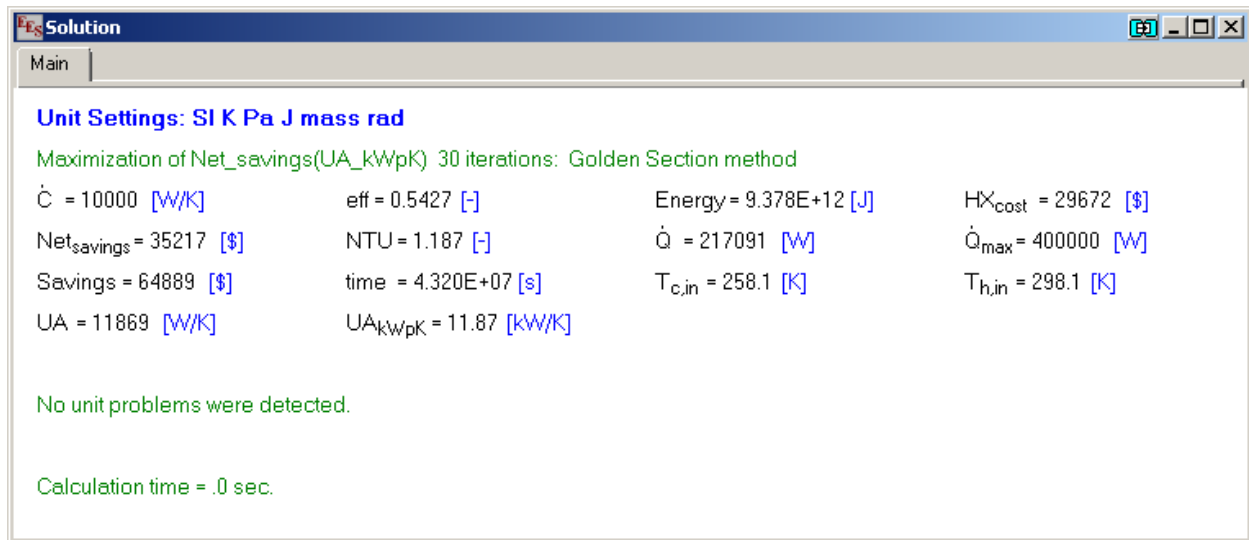 EES Solution
Main
Unit Settings: SI K Pa J mass rad
Maximization of Net_savings(UA_kWpK) 30 iterations: Golden Section method
Ċ = 10000 [W/K] eff = 0.5427 [-] Energy = 9.378E+12 [J] HXcost = 29672 [$]
Netsavings = 35217 [$] NTU = 1.187 [-] Q̇ = 217091 [W] Q̇max = 400000 [W]
Savings = 64889 [$] time = 4.320E+07 [s] Tc,in = 258.1 [K] Th,in = 298.1 [K]
UA = 11869 [W/K] UAkWpK = 11.87 [kW/K]
No unit problems were detected.
Calculation time = .0 sec.